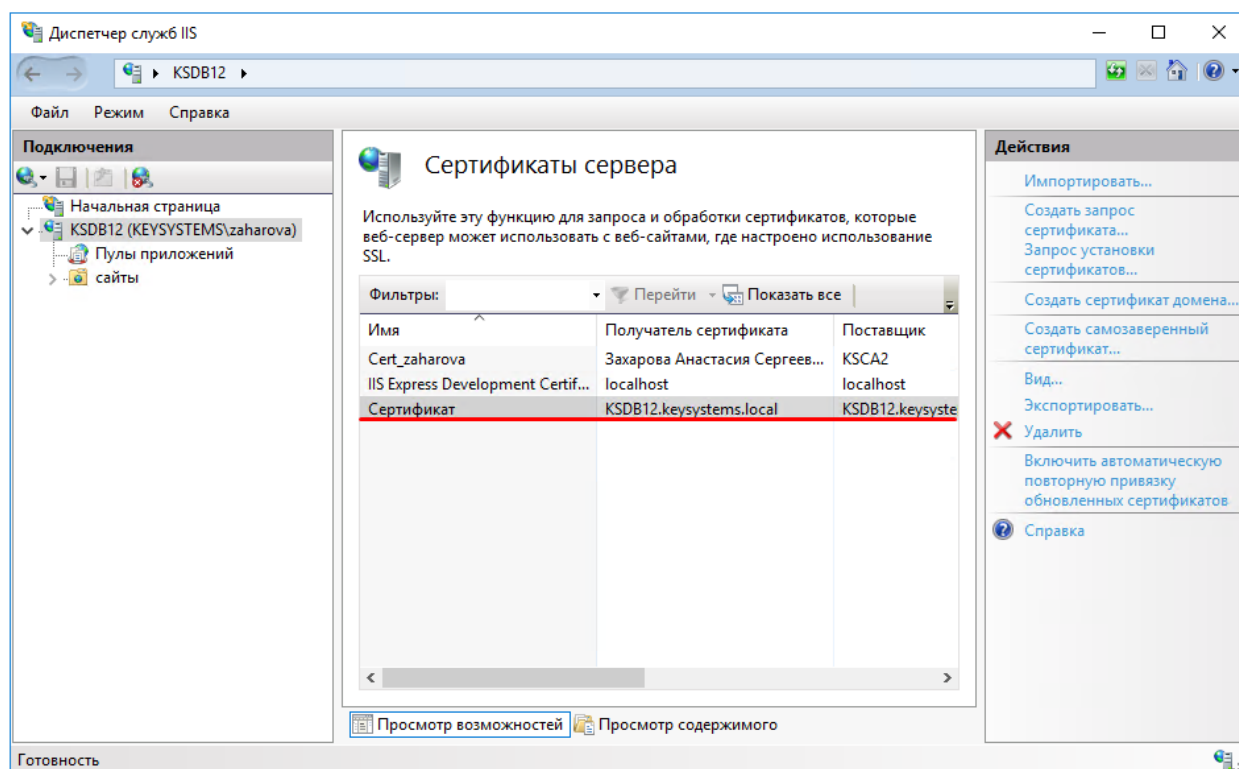 Диспетчер служб IIS
KSDB12
Файл Режим Справка
Подключения
Начальная страница
KSDB12 (KEYSYSTEMS\zaharova)
Пулы приложений
сайты
Сертификаты сервера
Используйте эту функцию для запроса и обработки сертификатов, которые
веб-сервер может использовать с веб-сайтами, где настроено использование
SSL.
Фильтры: Перейти Показать все
Имя Получатель сертификата Поставщик
Cert_zaharova Захарова Анастасия Сергеев... KSCA2
IIS Express Development Certif... localhost localhost
Сертификат KSDB12.keysystems.local KSDB12.keysyste
Просмотр возможностей Просмотр содержимого
Действия
Импортировать...
Создать запрос
сертификата...
Запрос установки
сертификатов...
Создать сертификат домена...
Создать самозаверенный
сертификат...
Вид...
Экспортировать...
Удалить
Включить автоматическую
повторную привязку
обновленных сертификатов
Справка
Готовность